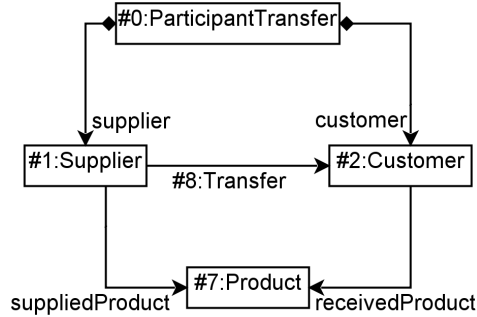 #0:ParticipantTransfer
supplier
customer
#1:Supplier
#8:Transfer
#2:Customer
#7:Product
suppliedProduct
receivedProduct